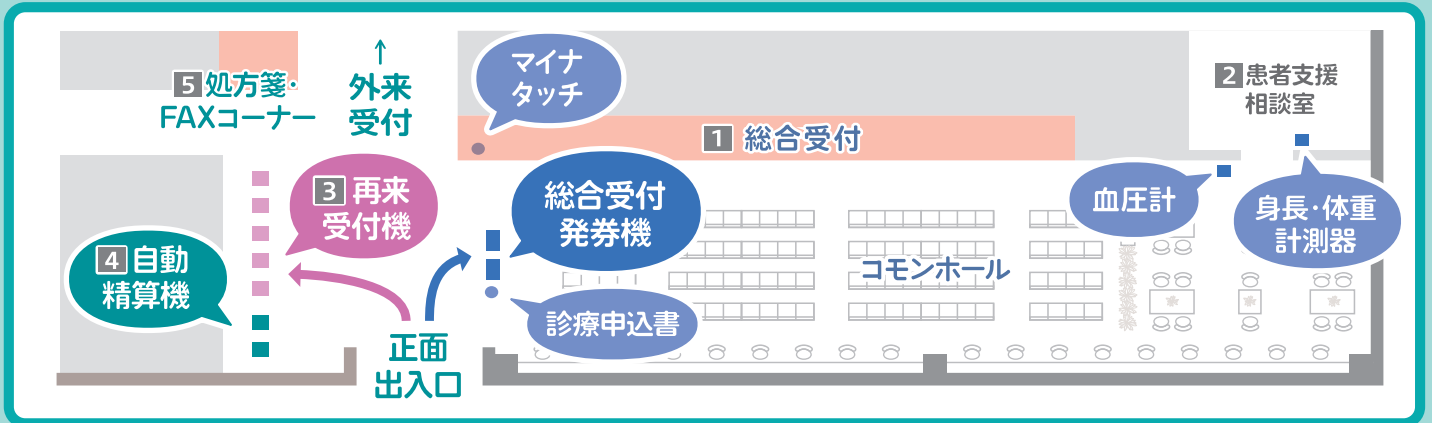 マイナ
タッチ
5 処方箋・
FAXコーナー
↑
外来
受付
1 総合受付
2 患者支援
相談室
3 再来
受付機
総合受付
発券機
血圧計
身長・体重
計測器
4 自動
精算機
コモンホール
診療申込書
正面
出入口